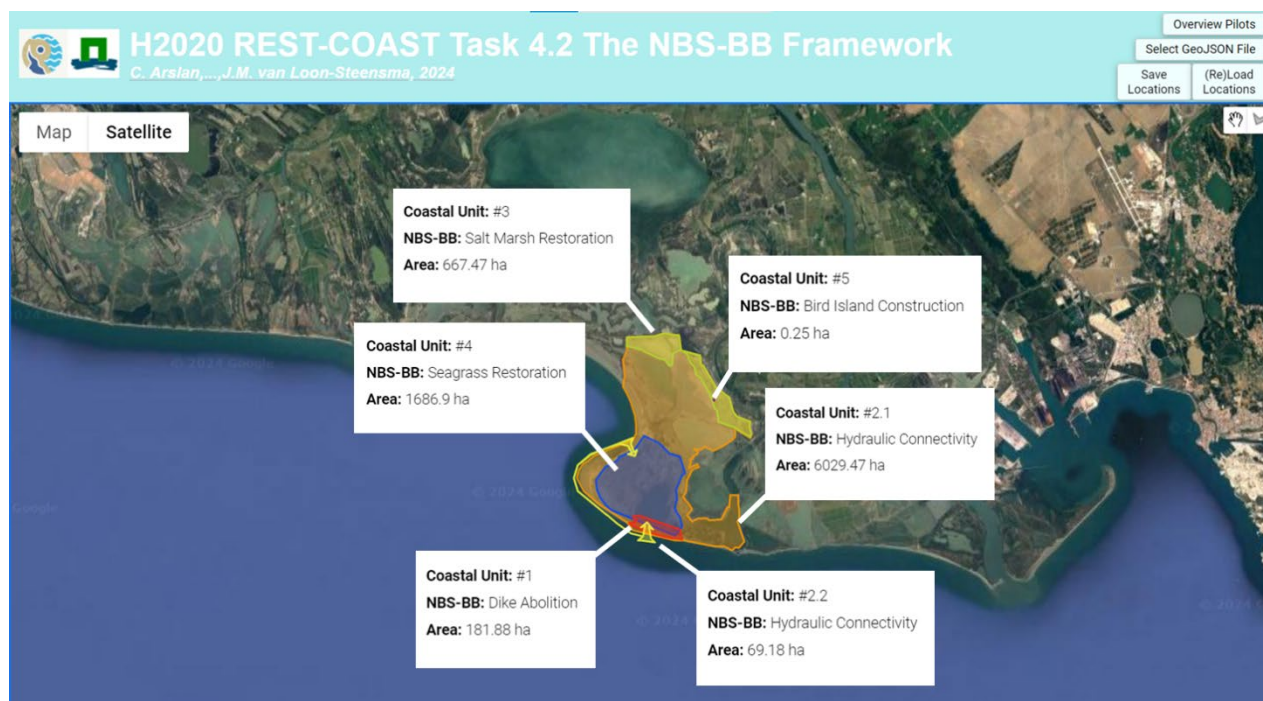 H2020 REST-COAST Task 4.2 The NBS-BB Framework
C. Arslan,...,J.M. van Loon-Steensma, 2024
Overview Pilots
Select GeoJSON File
Save
Locations
(Re)Load
Locations
Map
Satellite
Coastal Unit: #3
NBS-BB: Salt Marsh Restoration
Area: 667.47 ha
Coastal Unit: #5
NBS-BB: Bird Island Construction
Area: 0.25 ha
Coastal Unit: #4
NBS-BB: Seagrass Restoration
Area: 1686.9 ha
Coastal Unit: #2.1
NBS-BB: Hydraulic Connectivity
Area: 6029.47 ha
Coastal Unit: #1
NBS-BB: Dike Abolition
Area: 181.88 ha
Coastal Unit: #2.2
NBS-BB: Hydraulic Connectivity
Area: 69.18 ha
© 2024 Google
© 2024 Google
Google